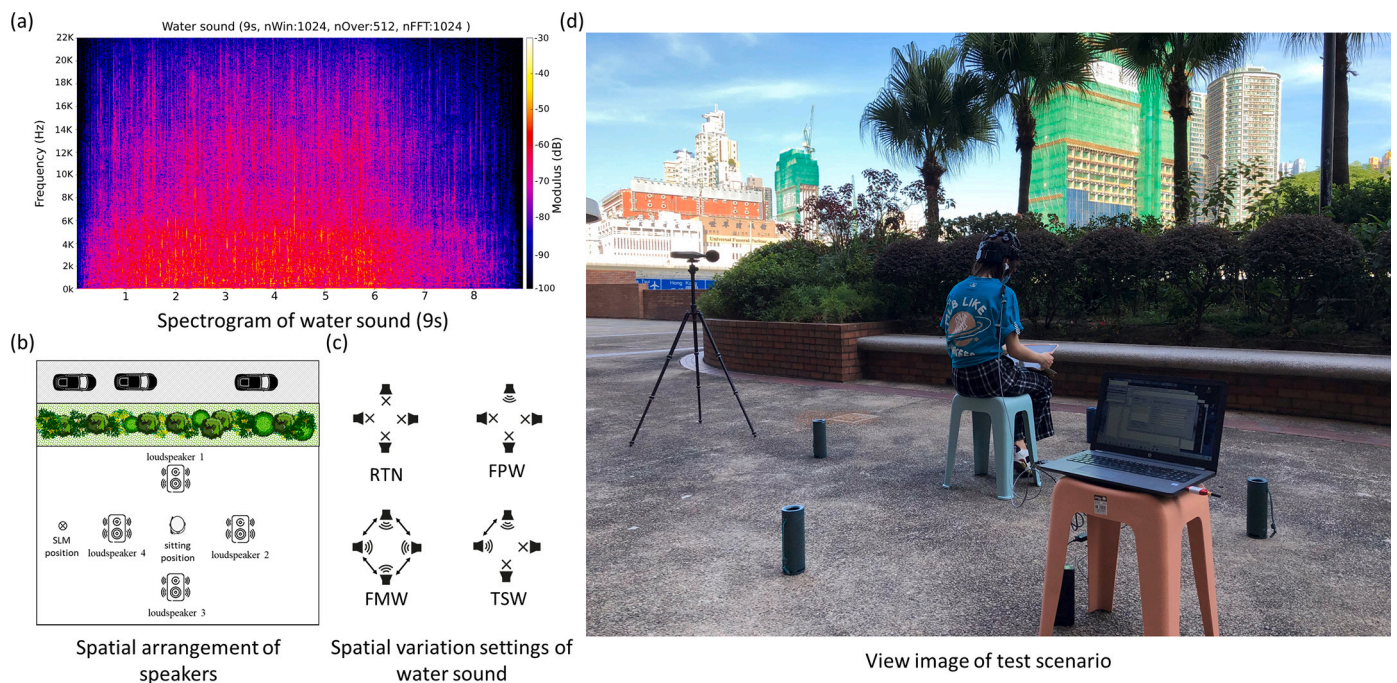 (a)
Water sound (9s, nWin:1024, nOver:512, nFFT:1024 )
22K
20K
18K
16K
14K
12K
10K
8K
6K
4K
2k
0k
Frequency (Hz)
1 2 3 4 5 6 7 8
-30
-40
-50
-60
-70
-80
-90
-100
Modulus (dB)
Spectrogram of water sound (9s)
(b)
loudspeaker 1
SLM
position
loudspeaker 4
sitting
position
loudspeaker 2
loudspeaker 3
Spatial arrangement of
speakers
(c)
RTN
FPW
FMW
TSW
Spatial variation settings of
water sound
(d)
LIKE
View image of test scenario